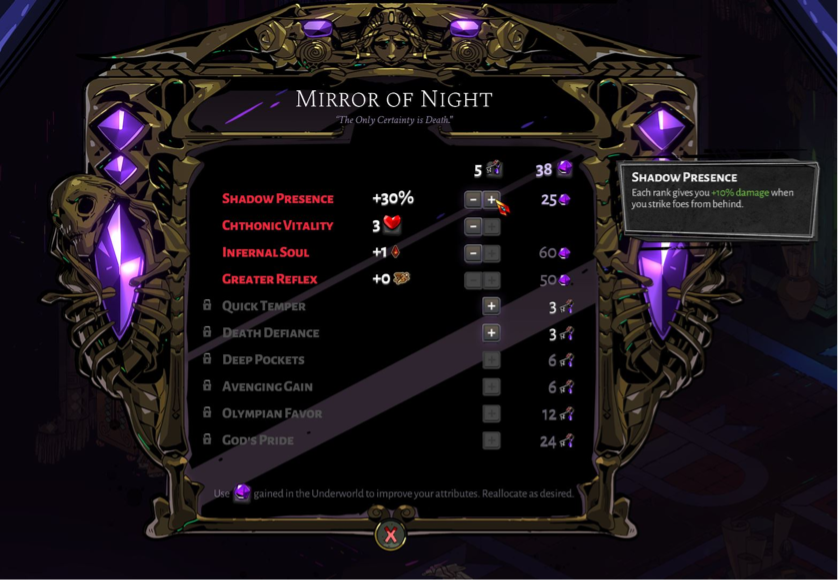 MIRROR OF NIGHT
"The Only Certainty is Death."
5 38
SHADOW PRESENCE +30% - + 25
CHTHONIC VITALITY 3 - +
INFERNAL SOUL +1 - + 60
GREATER REFLEX +0 - + 50
QUICK TEMPER + 3
DEATH DEFIANCE + 3
DEEP POCKETS + 6
AVENGING GAIN + 6
OLYMPIAN FAVOR + 12
GOD'S PRIDE + 24
Use gained in the Underworld to improve your attributes. Reallocate as desired.
X
SHADOW PRESENCE
Each rank gives you +10% damage when
you strike foes from behind.